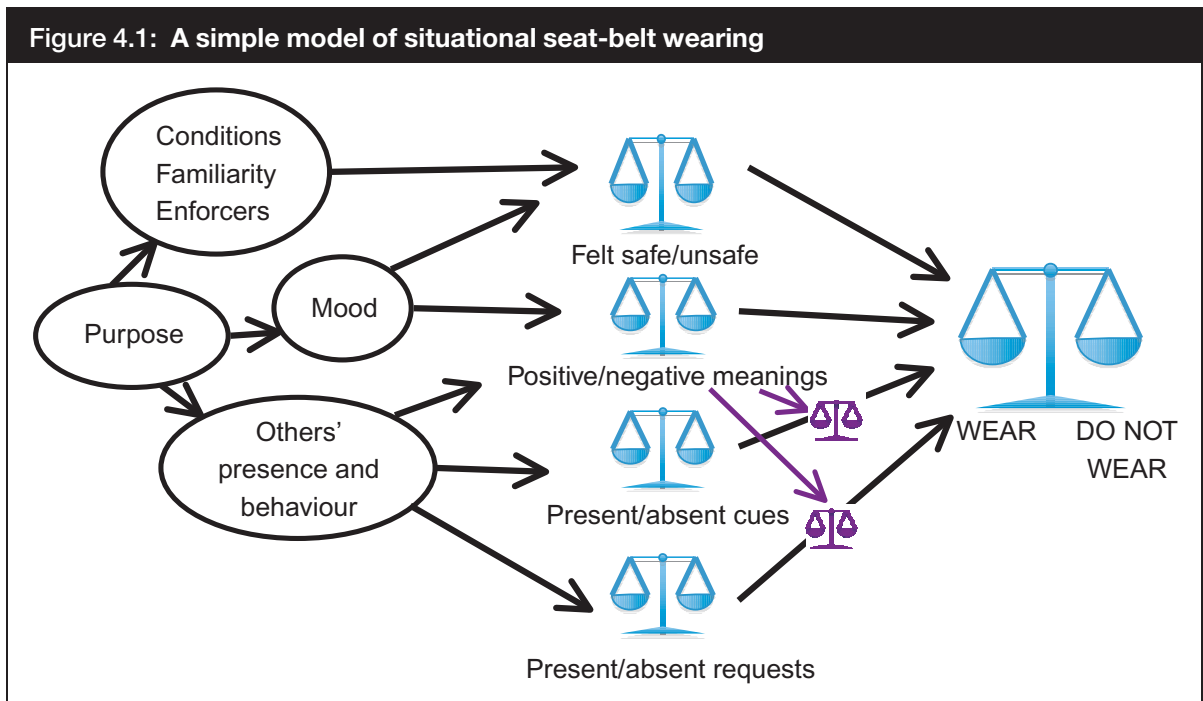 Figure 4.1: A simple model of situational seat-belt wearing
Conditions
Familiarity
Enforcers
Felt safe/unsafe
Mood
Purpose
Positive/negative meanings
Others'
presence and
behaviour
WEAR
DO NOT
WEAR
Present/absent cues
Present/absent requests